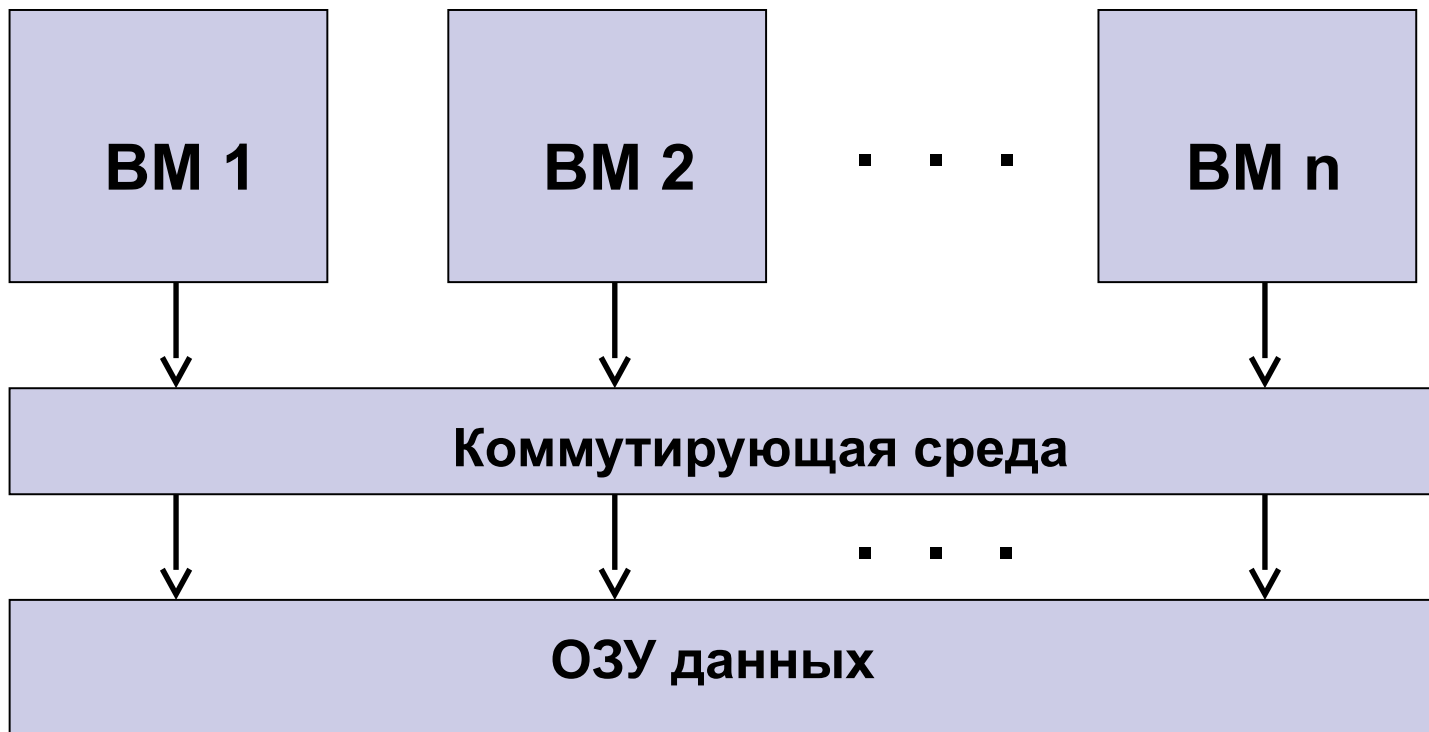 ВМ 1
ВМ 2
. . .
ВМ n
Коммутирующая среда
. . .
ОЗУ данных